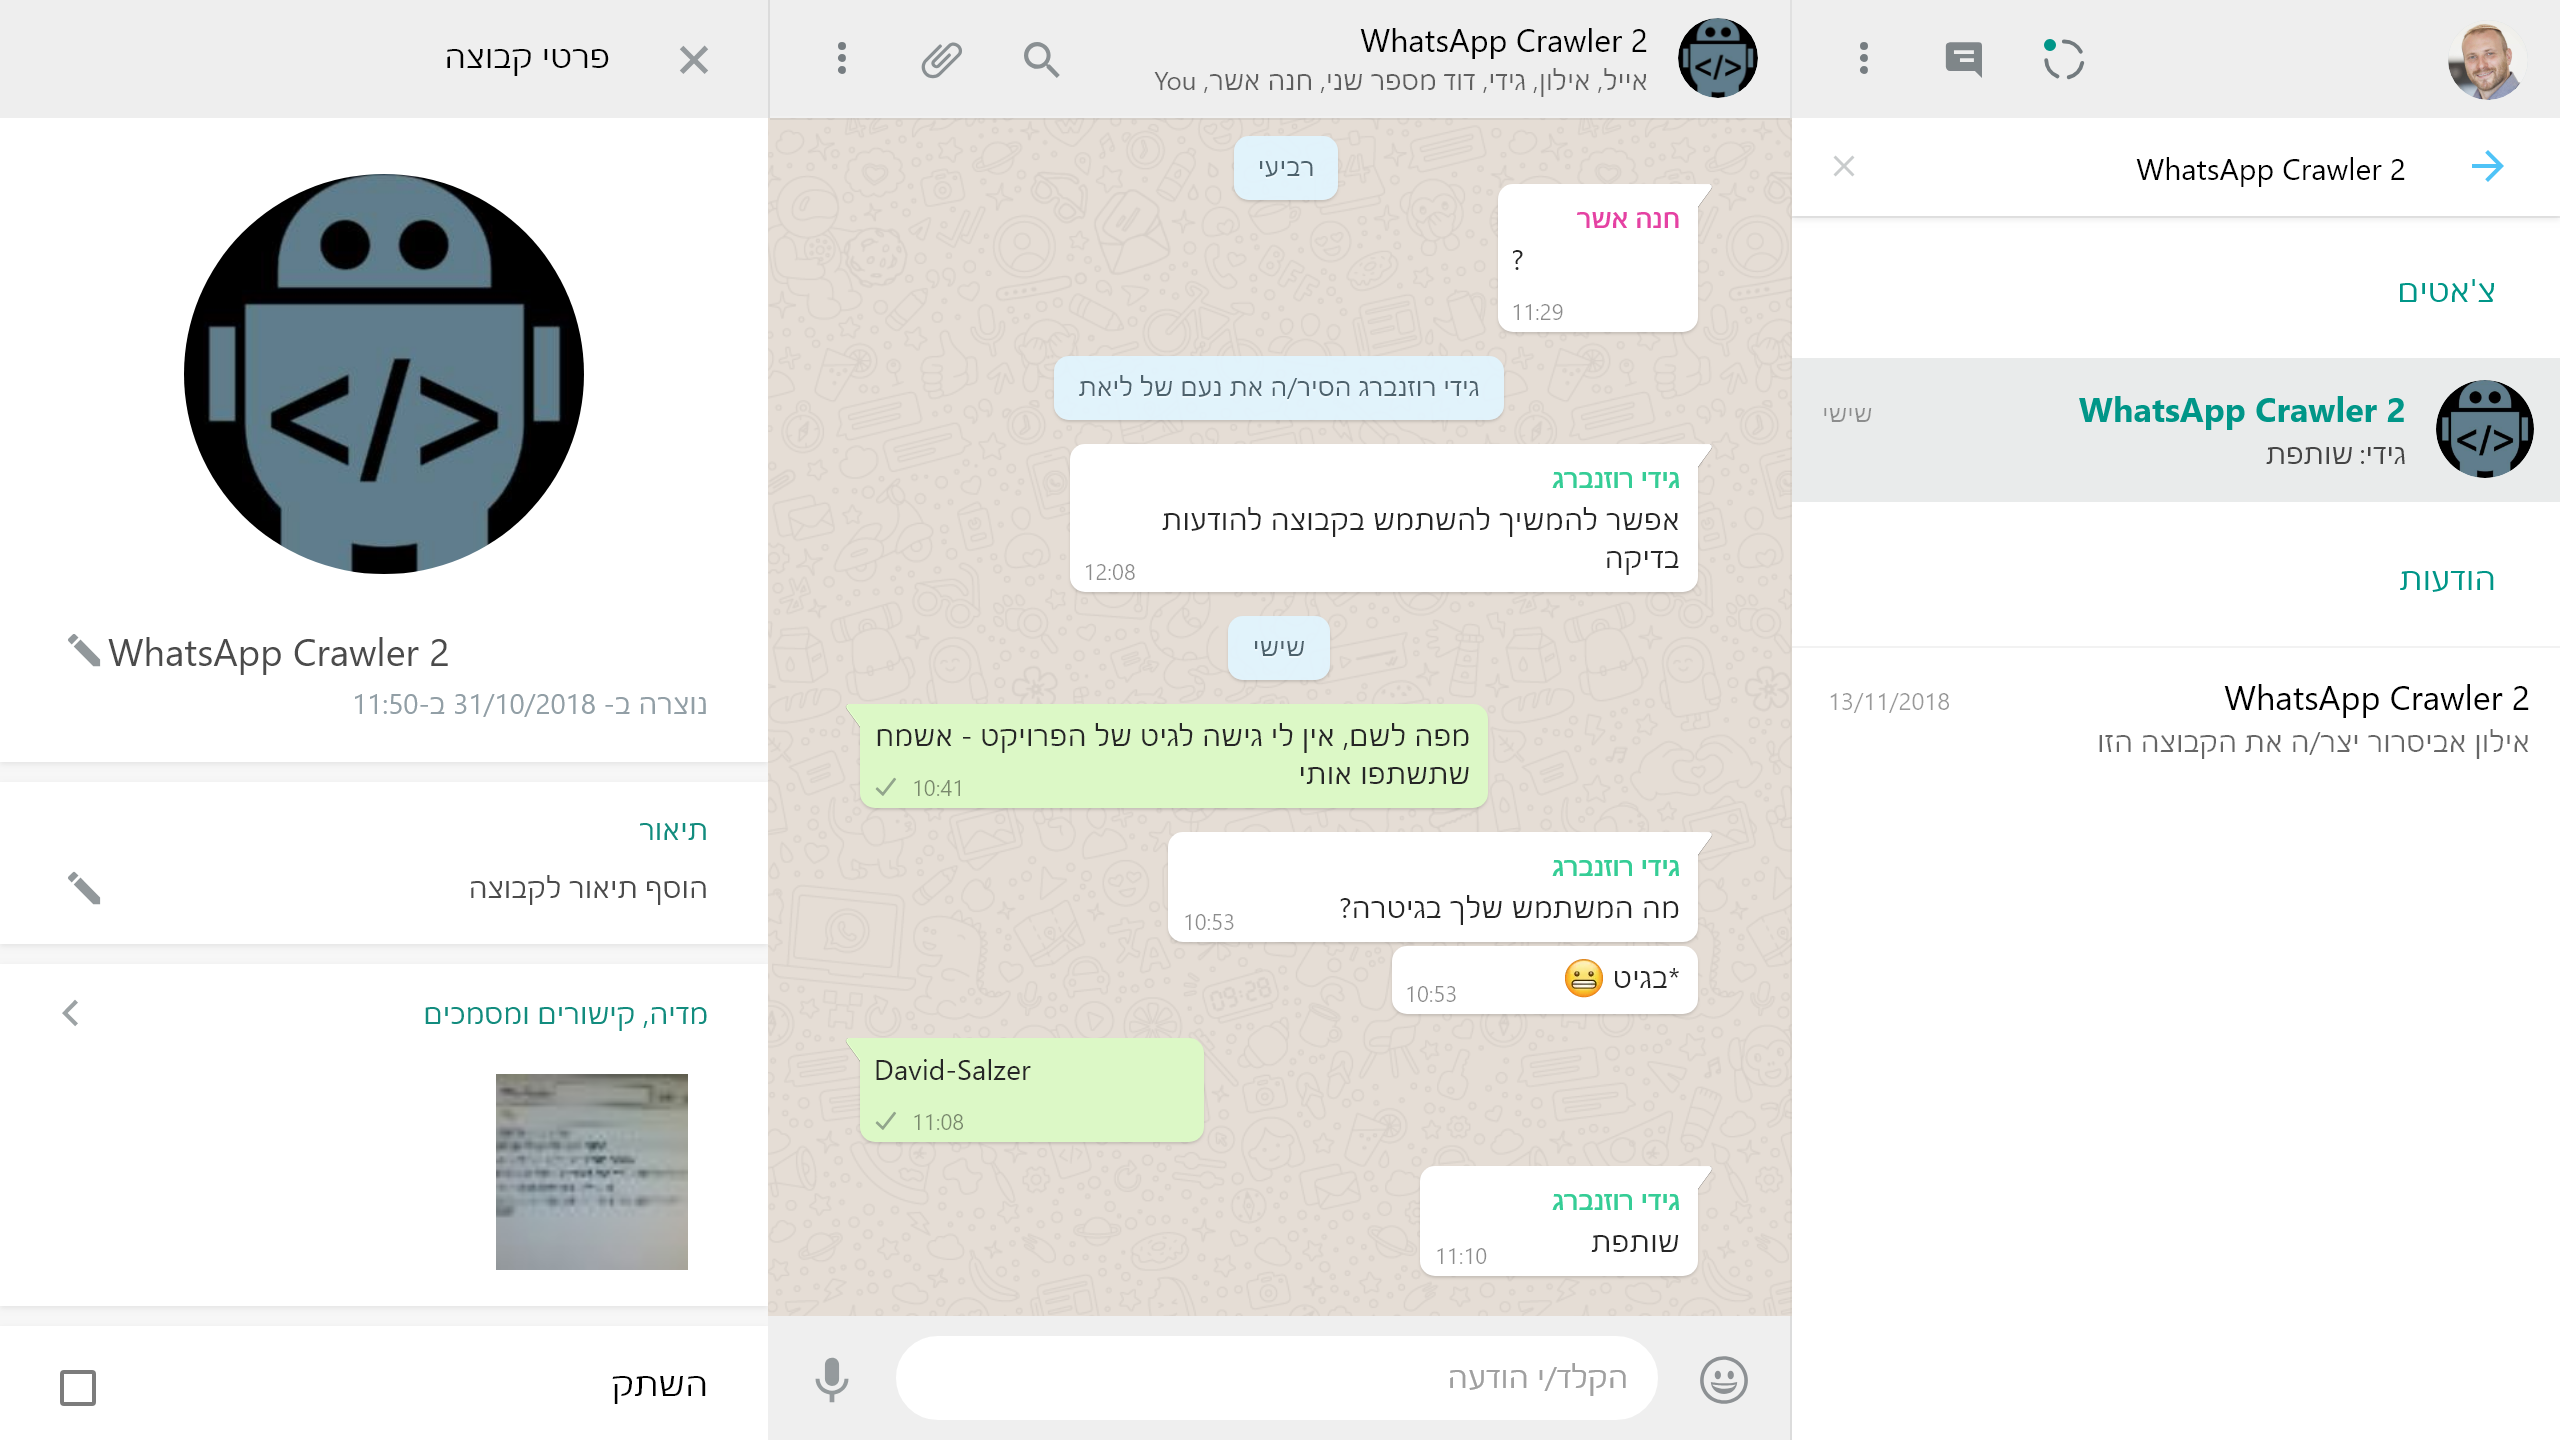 WhatsApp Crawler 2
צ'אטים
WhatsApp Crawler 2
שישי
גידי: שותפת
הודעות
WhatsApp Crawler 2
13/11/2018
אילון אביסרור יצר/ה את הקבוצה הזו
WhatsApp Crawler 2
אייל, אילון, גידי, דוד מספר שני, חנה אשר, You
רביעי
חנה אשר
?
11:29
גידי רוזנברג הסיר/ה את נעם של ליאת
גידי רוזנברג
אפשר להמשיך להשתמש בקבוצה להודעות
בדיקה
12:08
שישי
מפה לשם, אין לי גישה לגיט של הפרויקט - אשמח
שתשתפו אותי
10:41
גידי רוזנברג
מה המשתמש שלך בגיטרה?
10:53
*בגיט 😬
10:53
David-Salzer
11:08
גידי רוזנברג
שותפת
11:10
הקלד/י הודעה
פרטי קבוצה
</>
WhatsApp Crawler 2
נוצרה ב- 31/10/2018 ב-11:50
תיאור
הוסף תיאור לקבוצה
מדיה, קישורים ומסמכים
השתק